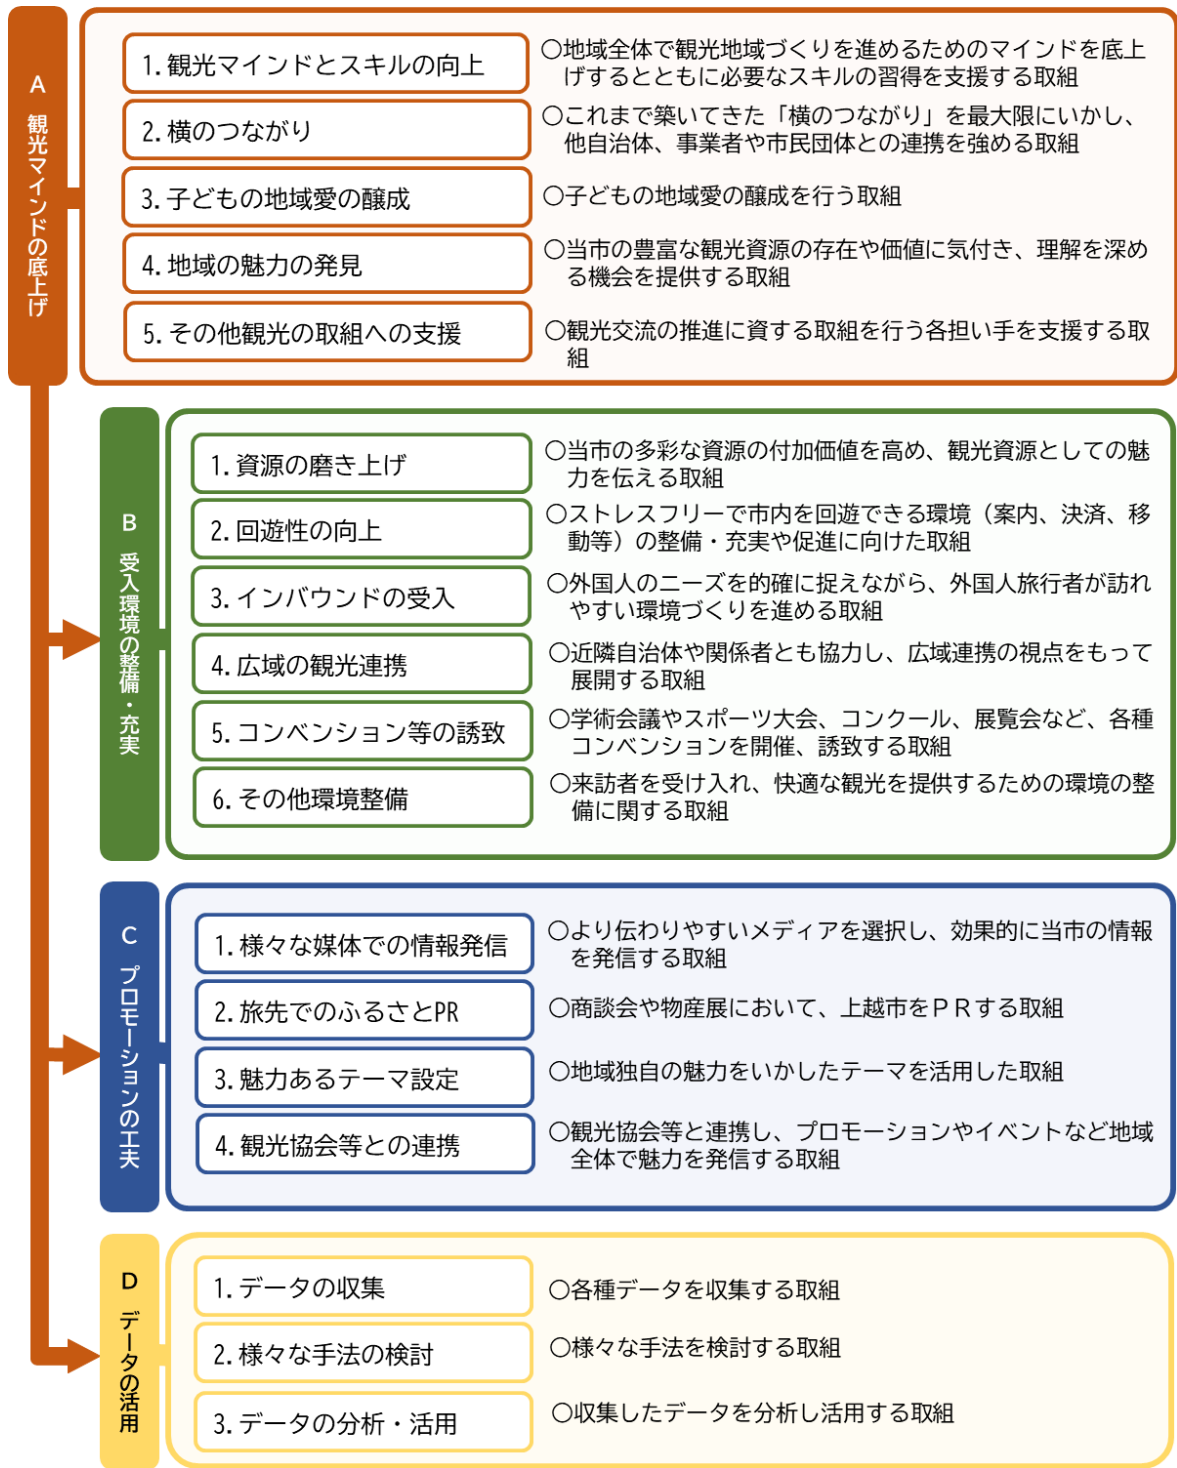 A 観光マインドの底上げ
1.観光マインドとスキルの向上
○地域全体で観光地域づくりを進めるためのマインドを底上
げするとともに必要なスキルの習得を支援する取組
2.横のつながり
○これまで築いてきた「横のつながり」を最大限にいかし、
他自治体、事業者や市民団体との連携を強める取組
3.子どもの地域愛の醸成
○子どもの地域愛の醸成を行う取組
4.地域の魅力の発見
○当市の豊富な観光資源の存在や価値に気付き、理解を深め
る機会を提供する取組
5.その他観光の取組への支援
○観光交流の推進に資する取組を行う各担い手を支援する取
組
B 受入環境の整備・充実
1.資源の磨き上げ
○当市の多彩な資源の付加価値を高め、観光資源としての魅
力を伝える取組
2.回遊性の向上
○ストレスフリーで市内を回遊できる環境（案内、決済、移
動等）の整備・充実や促進に向けた取組
3.インバウンドの受入
○外国人のニーズを的確に捉えながら、外国人旅行者が訪れ
やすい環境づくりを進める取組
4.広域の観光連携
○近隣自治体や関係者とも協力し、広域連携の視点をもって
展開する取組
5.コンベンション等の誘致
○学術会議やスポーツ大会、コンクール、展覧会など、各種
コンベンションを開催、誘致する取組
6.その他環境整備
○来訪者を受け入れ、快適な観光を提供するための環境の整
備に関する取組
C プロモーションの工夫
1.様々な媒体での情報発信
○より伝わりやすいメディアを選択し、効果的に当市の情報
を発信する取組
2.旅先でのふるさとPR
○商談会や物産展において、上越市をＰＲする取組
3.魅力あるテーマ設定
○地域独自の魅力をいかしたテーマを活用した取組
4.観光協会等との連携
○観光協会等と連携し、プロモーションやイベントなど地域
全体で魅力を発信する取組
D データの活用
1.データの収集
○各種データを収集する取組
2.様々な手法の検討
○様々な手法を検討する取組
3.データの分析・活用
○収集したデータを分析し活用する取組